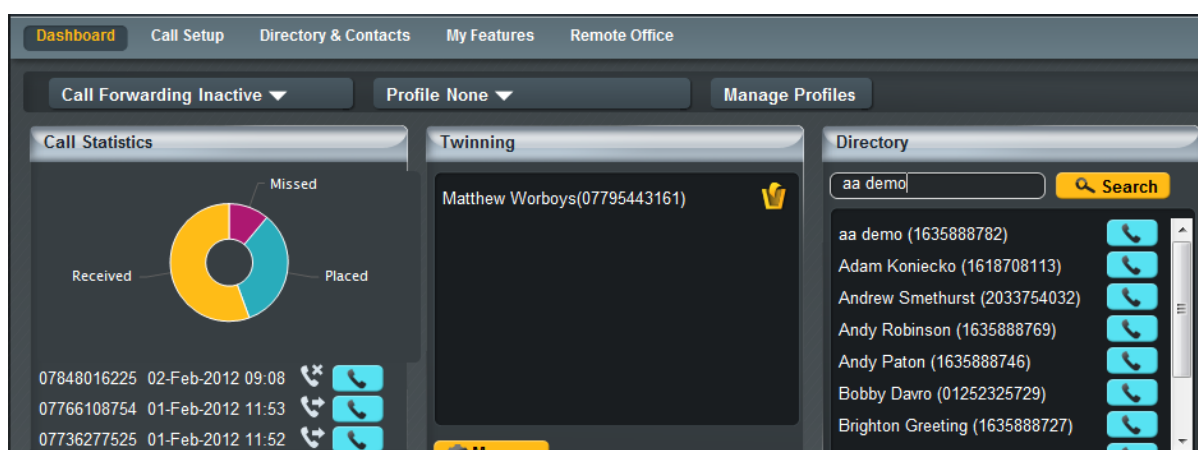 Dashboard Call Setup Directory & Contacts My Features Remote Office
Call Forwarding Inactive Profile None Manage Profiles
Call Statistics
Missed
Received
Placed
07848016225 02-Feb-2012 09:08
07766108754 01-Feb-2012 11:53
07736277525 01-Feb-2012 11:52
Twinning
Matthew Worboys(07795443161)
Directory
aa demo Search
aa demo (1635888782)
Adam Koniecko (1618708113)
Andrew Smethurst (2033754032)
Andy Robinson (1635888769)
Andy Paton (1635888746)
Bobby Davro (01252325729)
Brighton Greeting (1635888727)